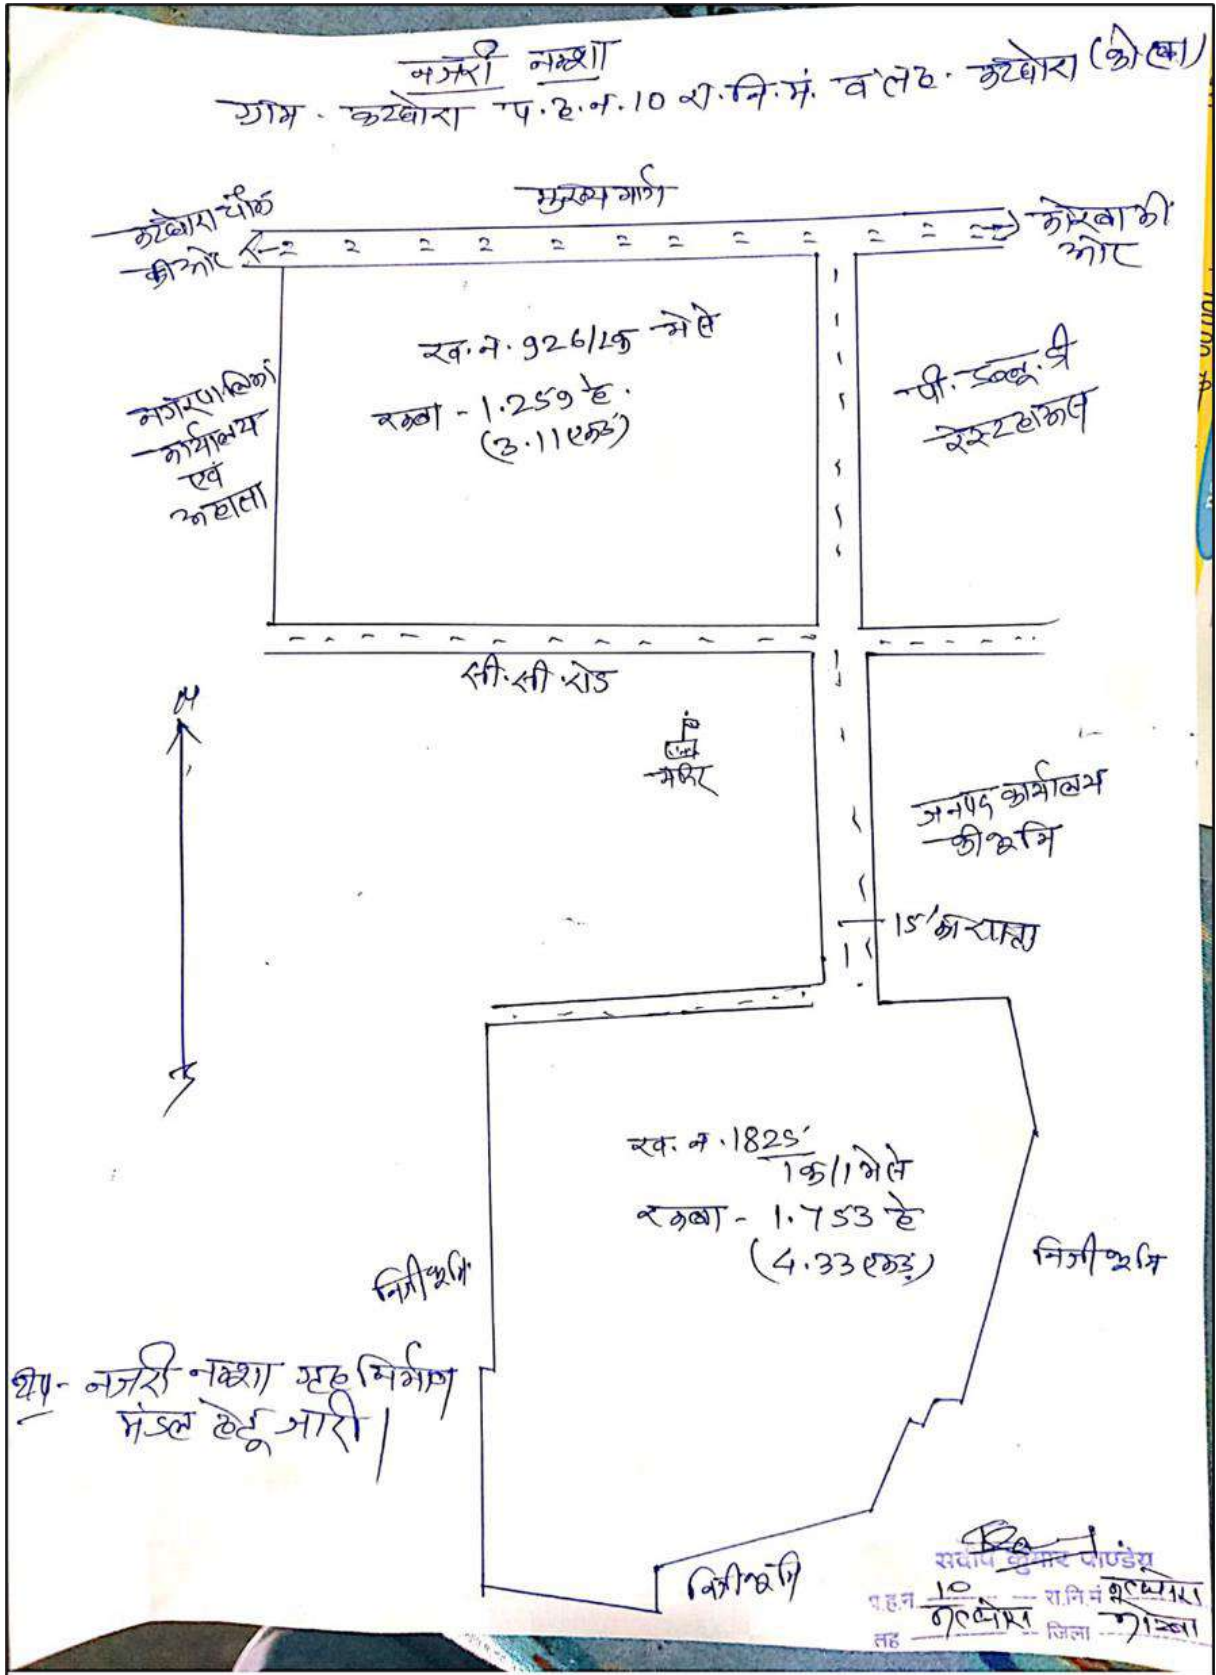 नजरी नक्शा
ग्राम - कटघोरा प.ह.न. 10 रा.नि.मं. व तह. कटघोरा (कोरबा)
मुख्यमार्ग
कटघोरा चौक
की ओर
कोरबा की
ओर
ख.न. 926/1क मे से
रकबा - 1.259 हे.
(3.11 एकड़)
नगरपालिका
कार्यालय
एवं
अहाता
पी. डब्लू. डी
रेस्टहाऊस
सी.सी.रोड
मंदिर
जनपद कार्यालय
की भूमि
15' का रास्ता
ख.न. 1825
1क/1 मे से
रकबा - 1.753 हे
(4.33 एकड़)
निजी भूमि
निजी भूमि
नजरी नक्शा गृह निर्माण
मंडल हेतू जारी।
निजी भूमि
कुमार पाण्डेय
प.ह.न 10 रा.नि.मं कटघोरा
तह कटघोरा जिला कोरबा